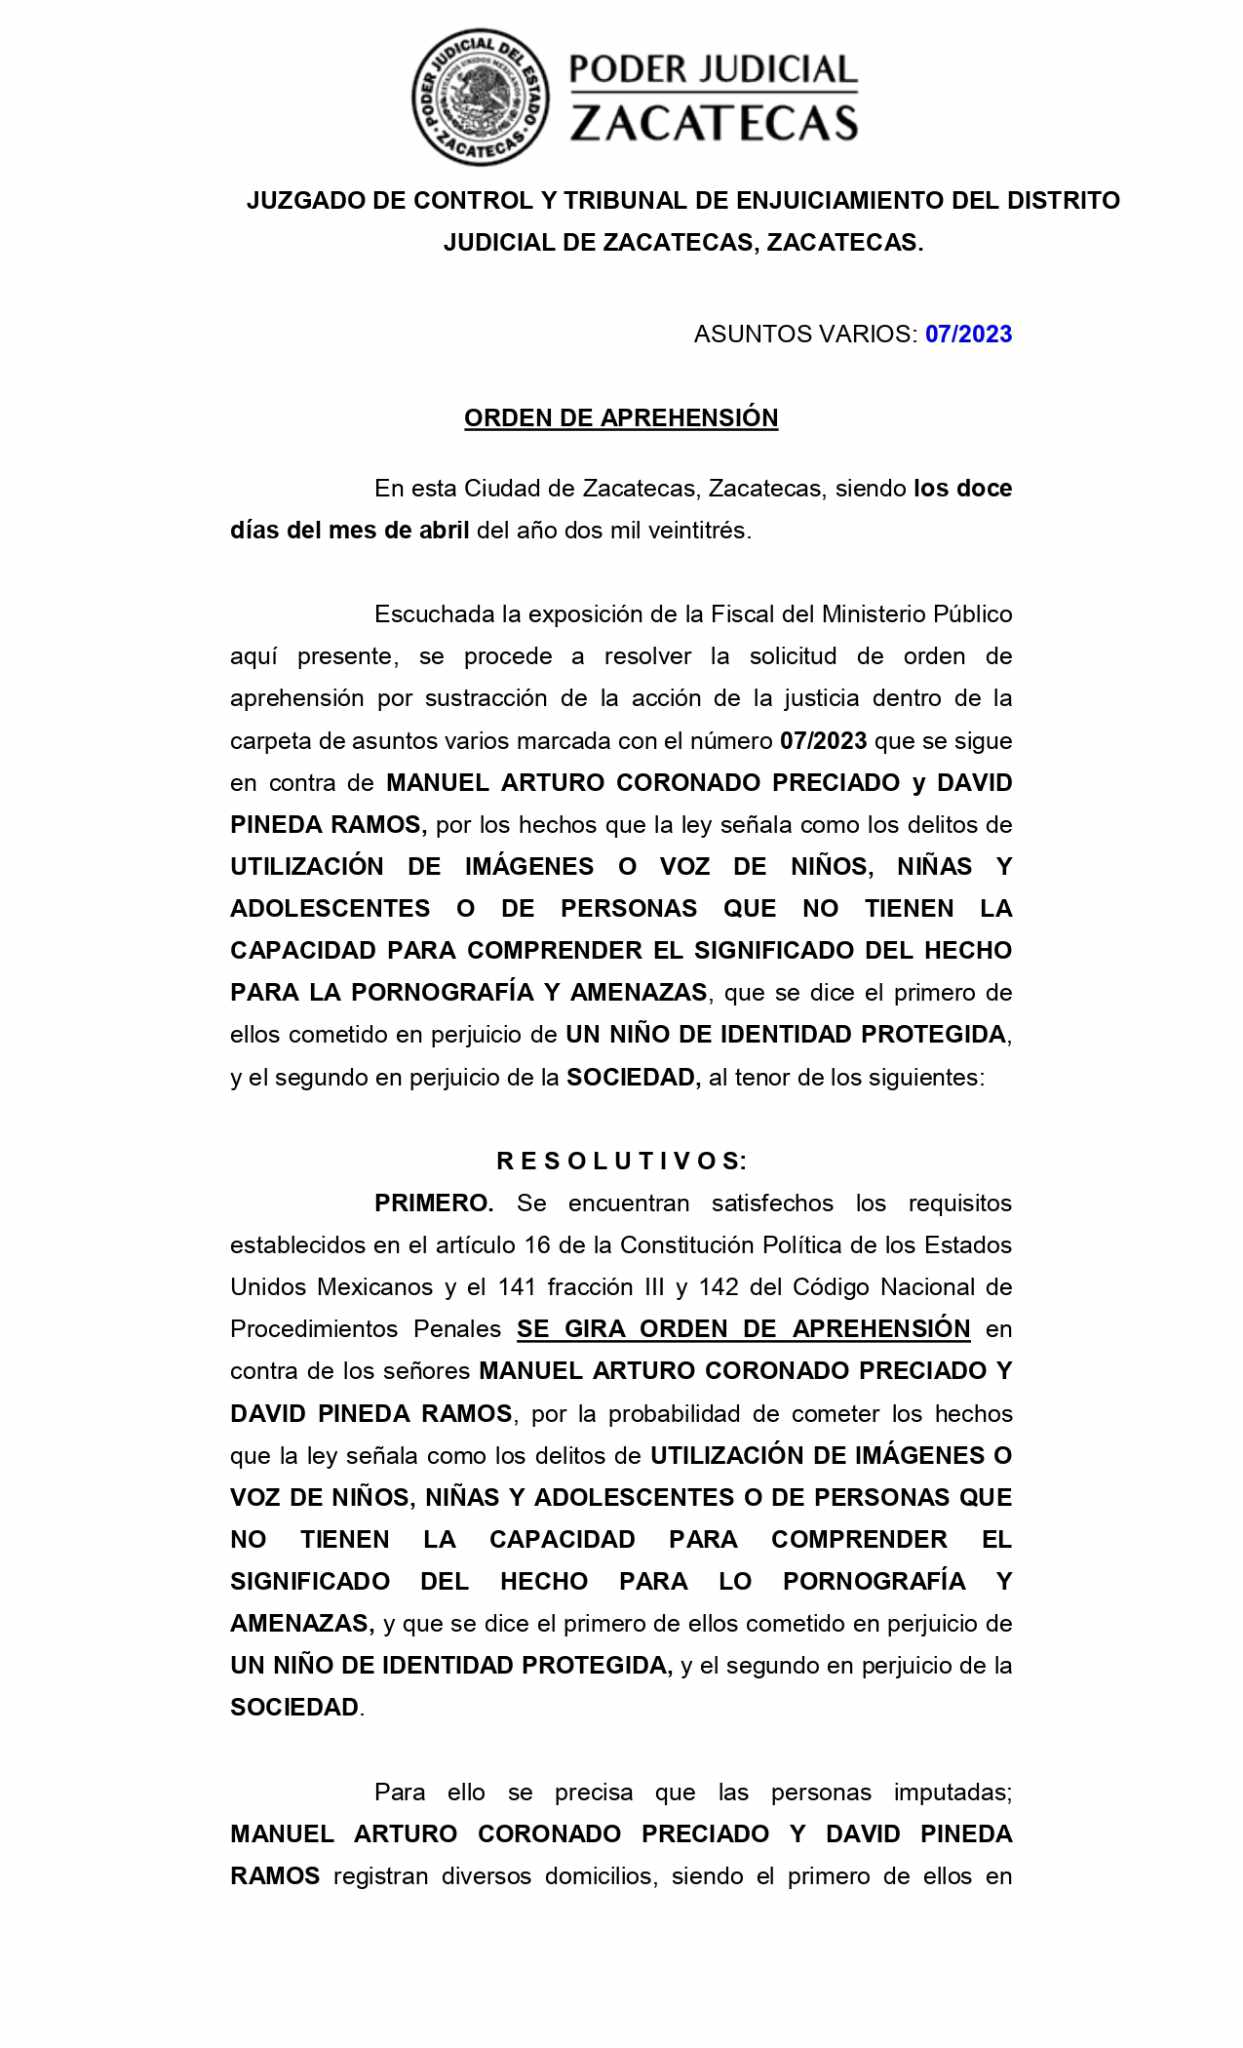 PODER JUDICIAL DEL ESTADO
ESTADOS UNIDOS MEXICANOS
ZACATECAS
PODER JUDICIAL
ZACATECAS
JUZGADO DE CONTROL Y TRIBUNAL DE ENJUICIAMIENTO DEL DISTRITO
JUDICIAL DE ZACATECAS, ZACATECAS.
ASUNTOS VARIOS: 07/2023
ORDEN DE APREHENSIÓN
En esta Ciudad de Zacatecas, Zacatecas, siendo los doce
días del mes de abril del año dos mil veintitrés.
Escuchada la exposición de la Fiscal del Ministerio Público
aquí presente, se procede a resolver la solicitud de orden de
aprehensión por sustracción de la acción de la justicia dentro de la
carpeta de asuntos varios marcada con el número 07/2023 que se sigue
en contra de MANUEL ARTURO CORONADO PRECIADO y DAVID
PINEDA RAMOS, por los hechos que la ley señala como los delitos de
UTILIZACIÓN DE IMÁGENES O VOZ DE NIÑOS, NIÑAS Y
ADOLESCENTES O DE PERSONAS QUE NO TIENEN LA
CAPACIDAD PARA COMPRENDER EL SIGNIFICADO DEL HECHO
PARA LA PORNOGRAFÍA Y AMENAZAS, que se dice el primero de
ellos cometido en perjuicio de UN NIÑO DE IDENTIDAD PROTEGIDA,
y el segundo en perjuicio de la SOCIEDAD, al tenor de los siguientes:
R E S O L U T I V O S:
PRIMERO. Se encuentran satisfechos los requisitos
establecidos en el artículo 16 de la Constitución Política de los Estados
Unidos Mexicanos y el 141 fracción III y 142 del Código Nacional de
Procedimientos Penales SE GIRA ORDEN DE APREHENSIÓN en
contra de los señores MANUEL ARTURO CORONADO PRECIADO Y
DAVID PINEDA RAMOS, por la probabilidad de cometer los hechos
que la ley señala como los delitos de UTILIZACIÓN DE IMÁGENES O
VOZ DE NIÑOS, NIÑAS Y ADOLESCENTES O DE PERSONAS QUE
NO TIENEN LA CAPACIDAD PARA COMPRENDER EL
SIGNIFICADO DEL HECHO PARA LO PORNOGRAFÍA Y
AMENAZAS, y que se dice el primero de ellos cometido en perjuicio de
UN NIÑO DE IDENTIDAD PROTEGIDA, y el segundo en perjuicio de la
SOCIEDAD.
Para ello se precisa que las personas imputadas;
MANUEL ARTURO CORONADO PRECIADO Y DAVID PINEDA
RAMOS registran diversos domicilios, siendo el primero de ellos en